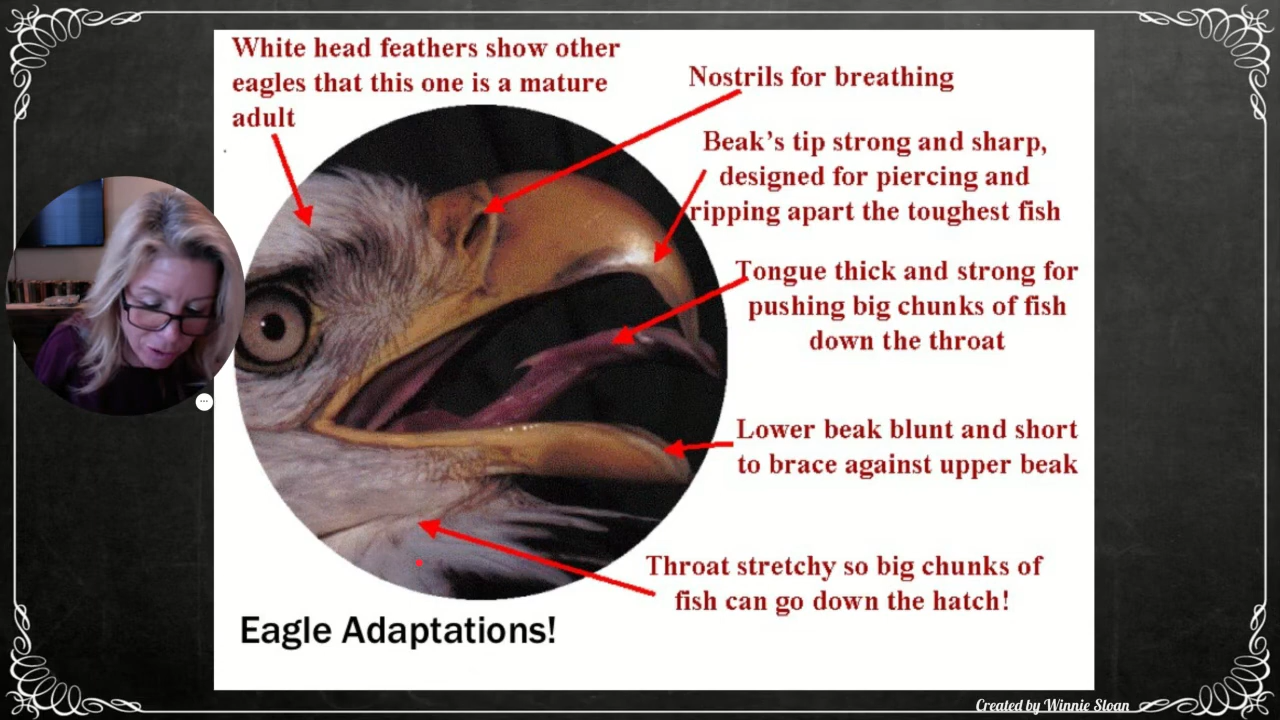 White head feathers show other
eagles that this one is a mature
adult
Nostrils for breathing
Beak's tip strong and sharp,
designed for piercing and
ripping apart the toughest fish
Tongue thick and strong for
pushing big chunks of fish
down the throat
Lower beak blunt and short
to brace against upper beak
Throat stretchy so big chunks of
fish can go down the hatch!
Eagle Adaptations!
Created by Winnie Sloan